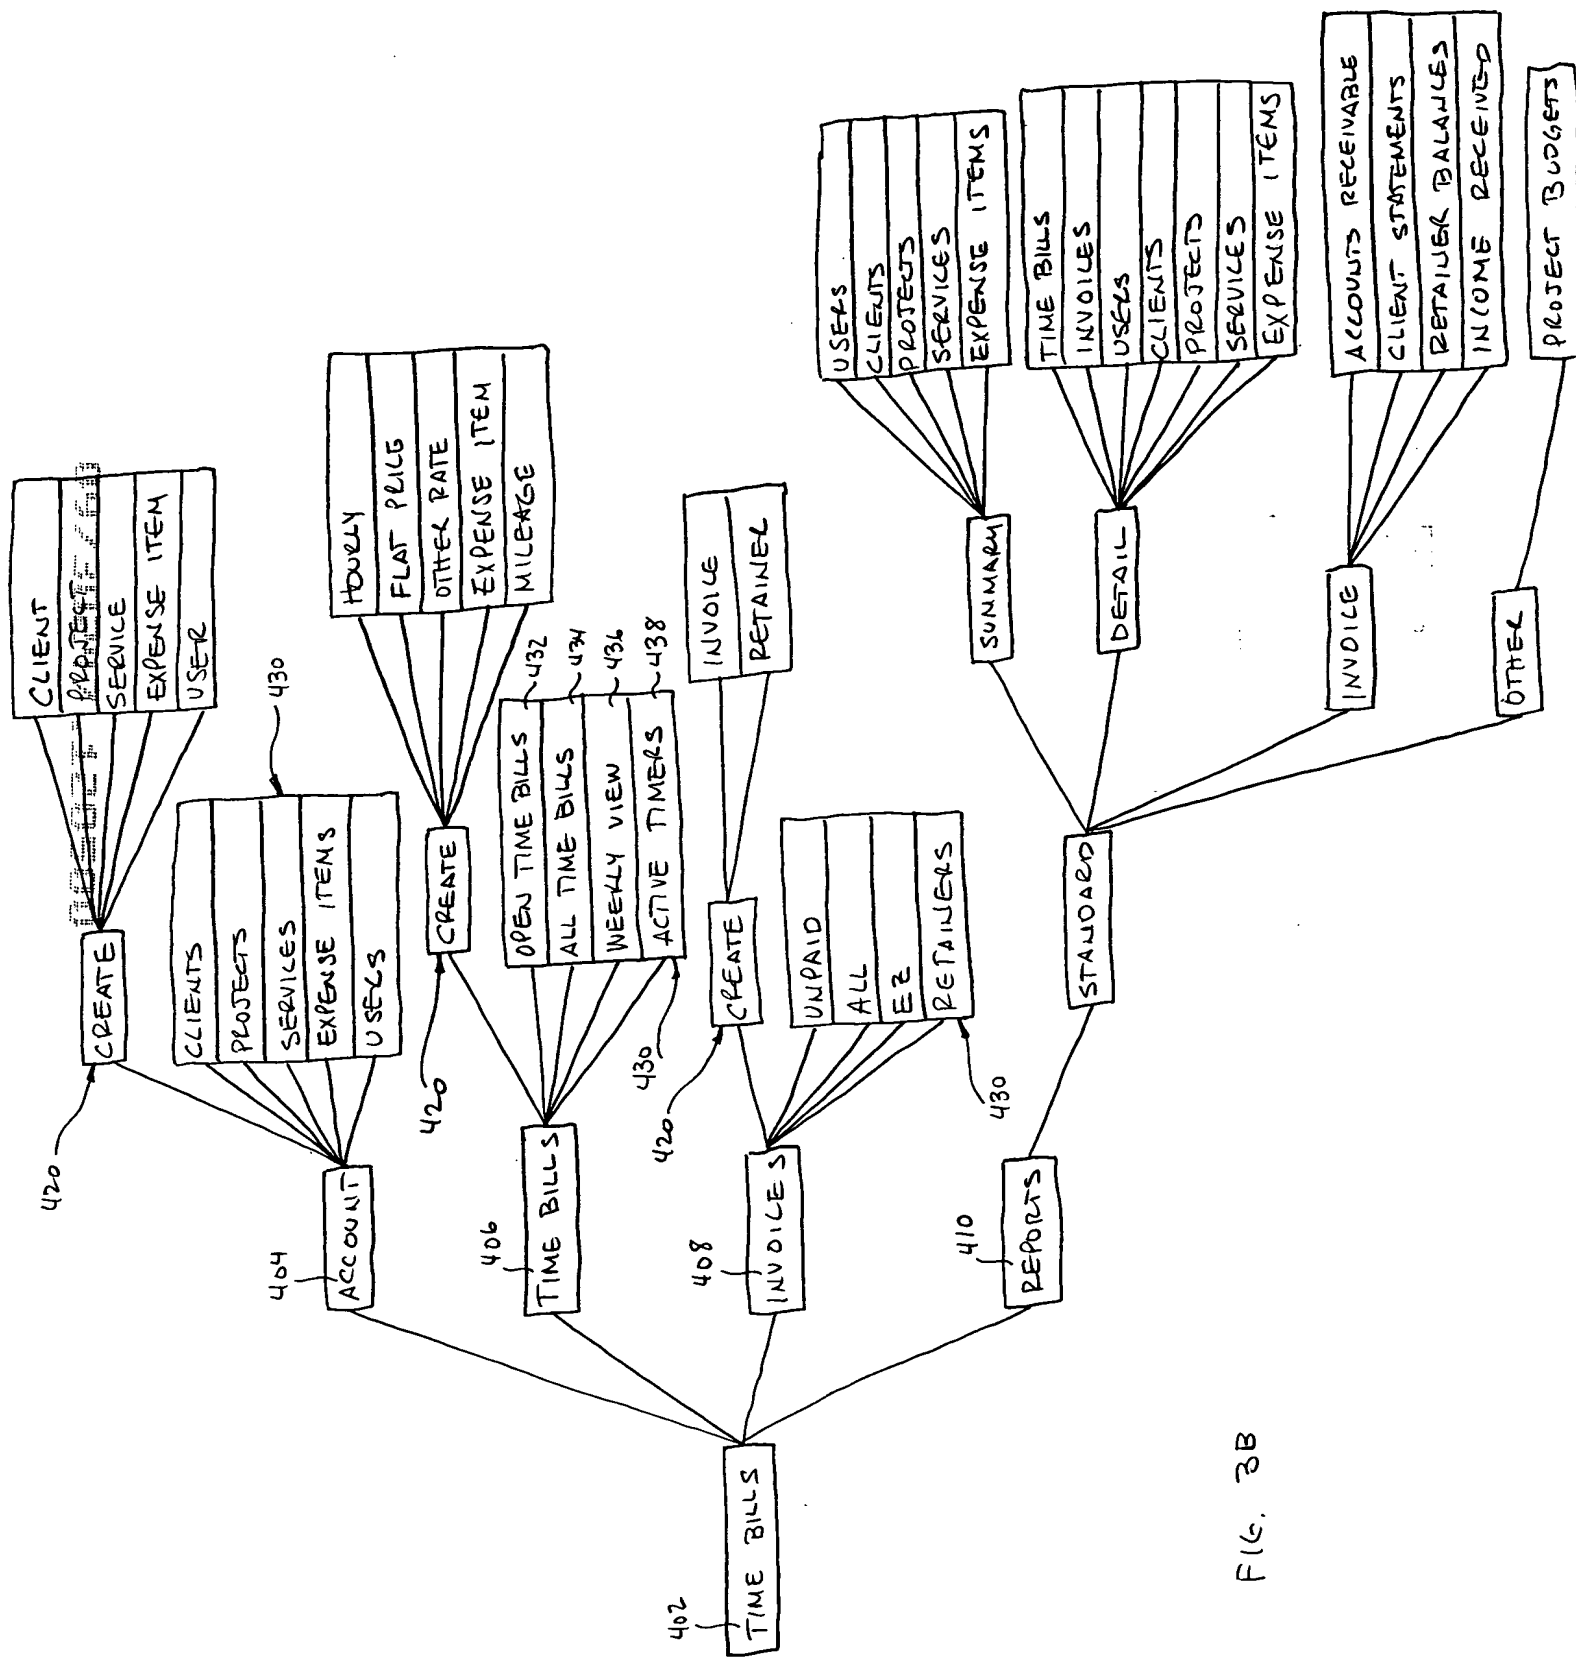 402
TIME BILLS
404
ACCOUNT
420
CREATE
CLIENT
PROJECT
SERVICE
EXPENSE ITEM
USER
430
CLIENTS
PROJECTS
SERVICES
EXPENSE ITEMS
USERS
406
TIME BILLS
420
CREATE
HOURLY
FLAT PRICE
OTHER RATE
EXPENSE ITEM
MILEAGE
OPEN TIME BILLS 432
ALL TIME BILLS 434
WEEKLY VIEW 436
ACTIVE TIMERS 438
430
408
INVOICES
420
CREATE
INVOICE
RETAINER
UNPAID
ALL
EZ
RETAINERS
430
410
REPORTS
STANDARD
SUMMARY
USERS
CLIENTS
PROJECTS
SERVICES
EXPENSE ITEMS
DETAIL
TIME BILLS
INVOICES
USERS
CLIENTS
PROJECTS
SERVICES
EXPENSE ITEMS
INVOICE
ACCOUNTS RECEIVABLE
CLIENT STATEMENTS
RETAINER BALANCES
INCOME RECEIVED
OTHER
PROJECT BUDGETS
FIG. 3B